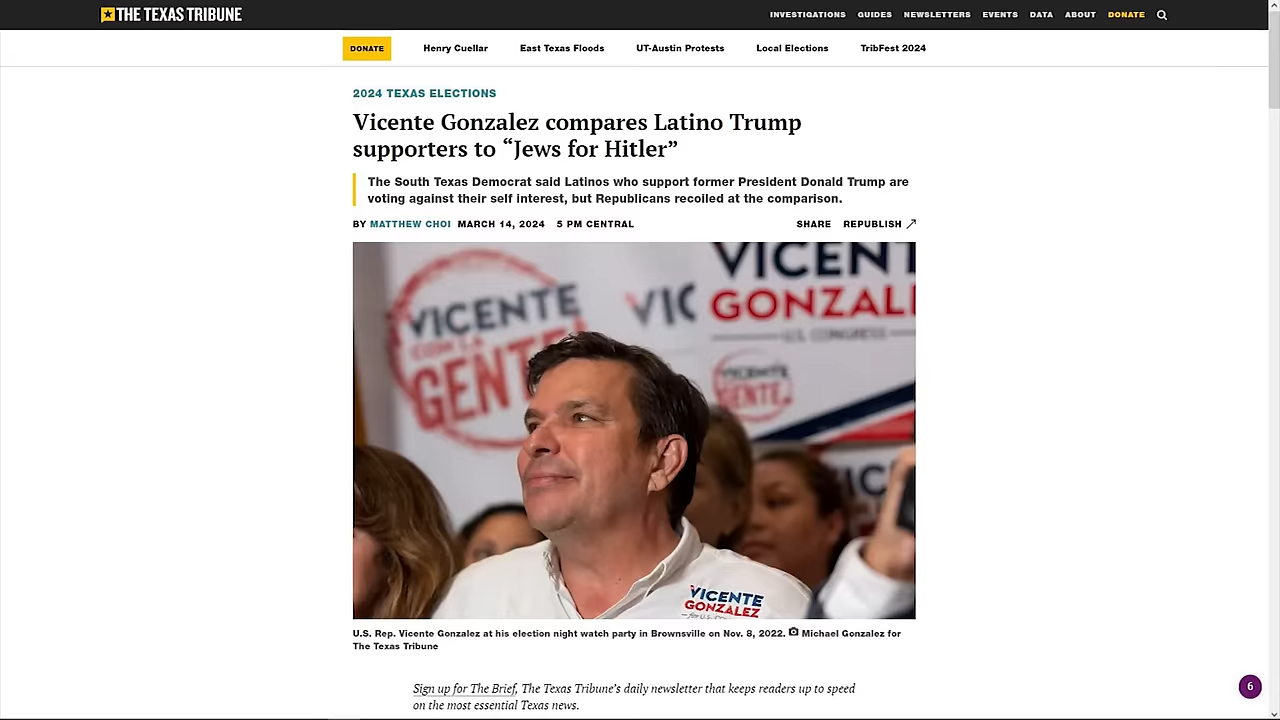 THE TEXAS TRIBUNE
INVESTIGATIONS GUIDES NEWSLETTERS EVENTS DATA ABOUT DONATE
DONATE Henry Cuellar East Texas Floods UT-Austin Protests Local Elections TribFest 2024
2024 TEXAS ELECTIONS
Vicente Gonzalez compares Latino Trump
supporters to “Jews for Hitler”
The South Texas Democrat said Latinos who support former President Donald Trump are
voting against their self interest, but Republicans recoiled at the comparison.
BY MATTHEW CHOI MARCH 14, 2024 5 PM CENTRAL SHARE REPUBLISH
VICENTE
CON LA
GENTE
VIC
VICENT
GONZAL
U.S. CONGRESS
VICENTE
GENTE
VIC
VICENTE
GONZALEZ
U.S. Rep. Vicente Gonzalez at his election night watch party in Brownsville on Nov. 8, 2022. Michael Gonzalez for
The Texas Tribune
Sign up for The Brief, The Texas Tribune’s daily newsletter that keeps readers up to speed
on the most essential Texas news.
6